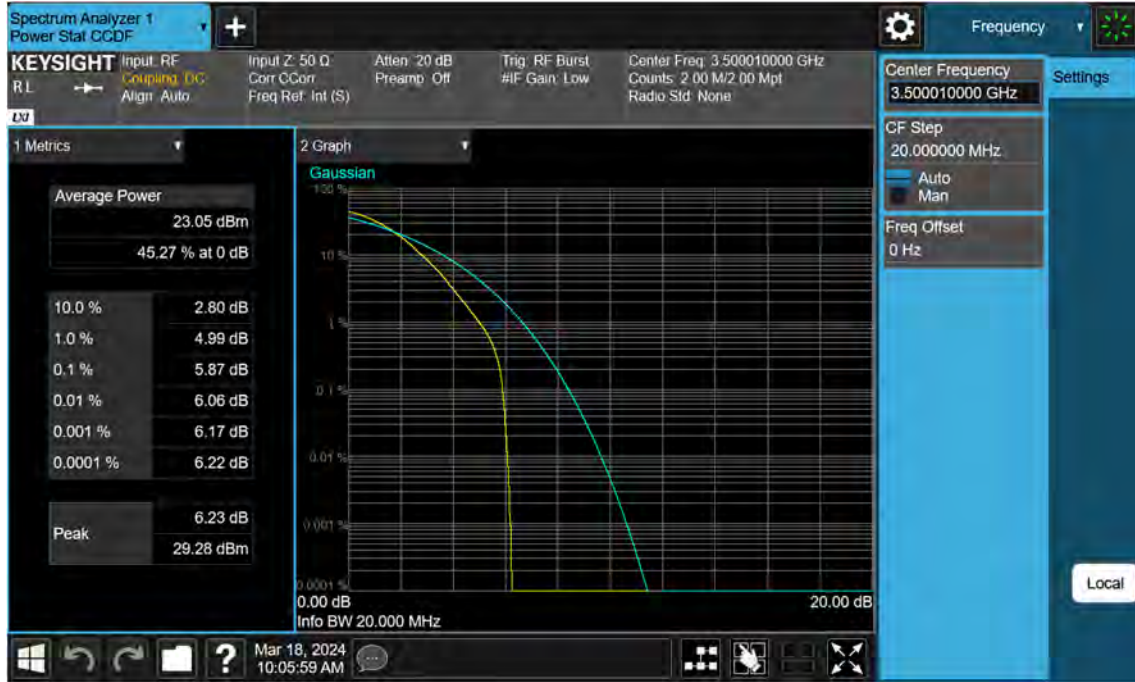 Spectrum Analyzer 1
Power Stat CCDF
+
Frequency
KEYSIGHT
RL
LXI
Input: RF
Coupling: DC
Align: Auto
Input Z: 50 Ω
Corr CCorr
Freq Ref: Int (S)
Atten: 20 dB
Preamp: Off
Trig: RF Burst
#IF Gain: Low
Center Freq: 3.500010000 GHz
Counts: 2.00 M/2.00 Mpt
Radio Std: None
Center Frequency
3.500010000 GHz
Settings
CF Step
20.000000 MHz
Auto
Man
Freq Offset
0 Hz
1 Metrics
Average Power
23.05 dBm
45.27 % at 0 dB
10.0 % 2.80 dB
1.0 % 4.99 dB
0.1 % 5.87 dB
0.01 % 6.06 dB
0.001 % 6.17 dB
0.0001 % 6.22 dB
Peak
6.23 dB
29.28 dBm
2 Graph
Gaussian
100 %
10 %
1 %
0.1 %
0.01 %
0.001 %
0.0001 %
0.00 dB 20.00 dB
Info BW 20.000 MHz
Local
?
Mar 18, 2024
10:05:59 AM